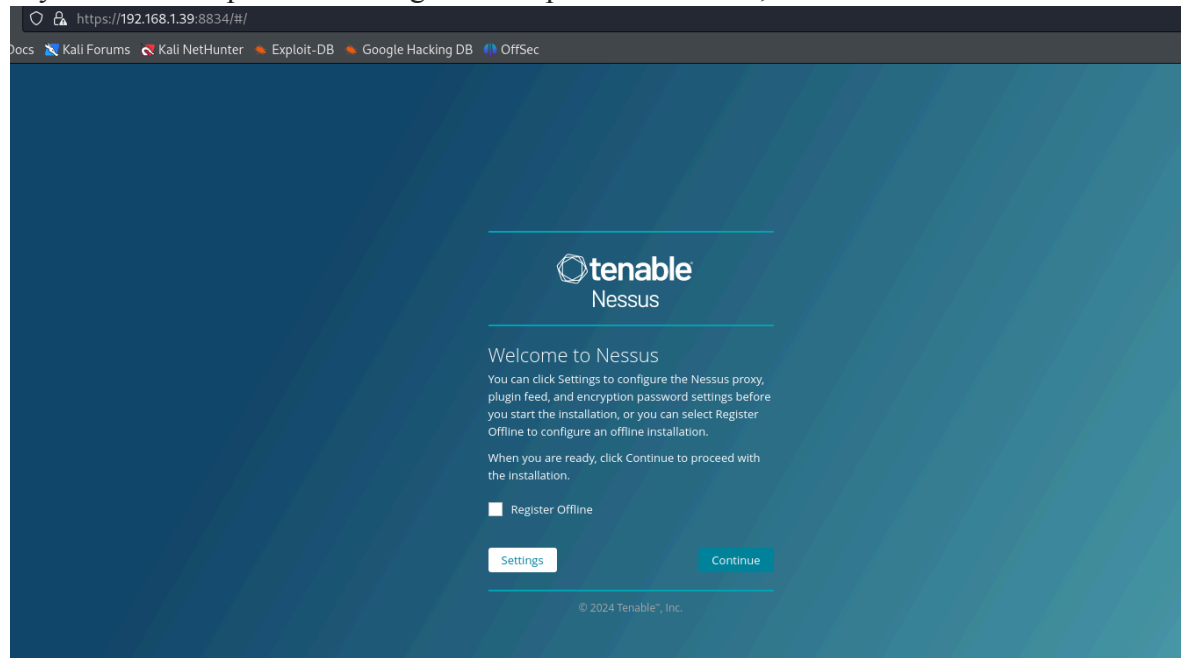 https://192.168.1.39:8834/#/
Docs Kali Forums Kali NetHunter Exploit-DB Google Hacking DB OffSec
tenable
Nessus
Welcome to Nessus
You can click Settings to configure the Nessus proxy,
plugin feed, and encryption password settings before
you start the installation, or you can select Register
Offline to configure an offline installation.
When you are ready, click Continue to proceed with
the installation.
Register Offline
Settings Continue
© 2024 Tenable™, Inc.